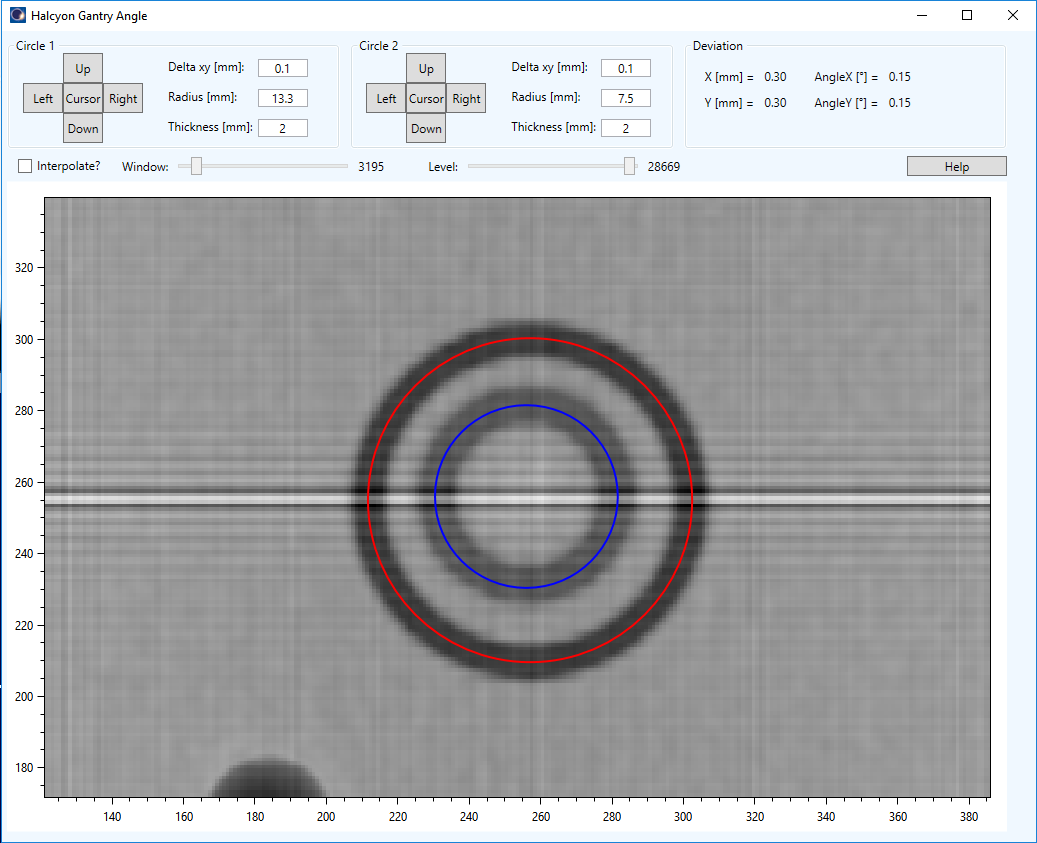 Halcyon Gantry Angle
Circle 1
Up
Left Cursor Right
Down
Delta xy [mm]: 0.1
Radius [mm]: 13.3
Thickness [mm]: 2
Circle 2
Up
Left Cursor Right
Down
Delta xy [mm]: 0.1
Radius [mm]: 7.5
Thickness [mm]: 2
Deviation
X [mm] = 0.30 AngleX [°] = 0.15
Y [mm] = 0.30 AngleY [°] = 0.15
Interpolate? Window: 3195 Level: 28669 Help
320
300
280
260
240
220
200
180
140 160 180 200 220 240 260 280 300 320 340 360 380